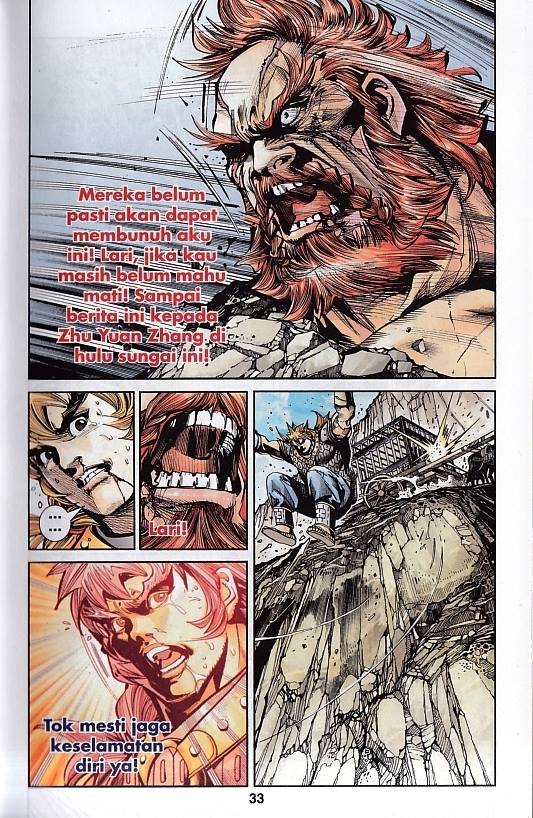 Mereka belum
pasti akan dapat
membunuh aku
ini! Lari, jika kau
masih belum mahu
mati! Sampai
berita ini kepada
Zhu Yuan Zhang di
hulu sungai ini!
...
...
Lari!
Tok mesti jaga
keselamatan
diri ya!
33